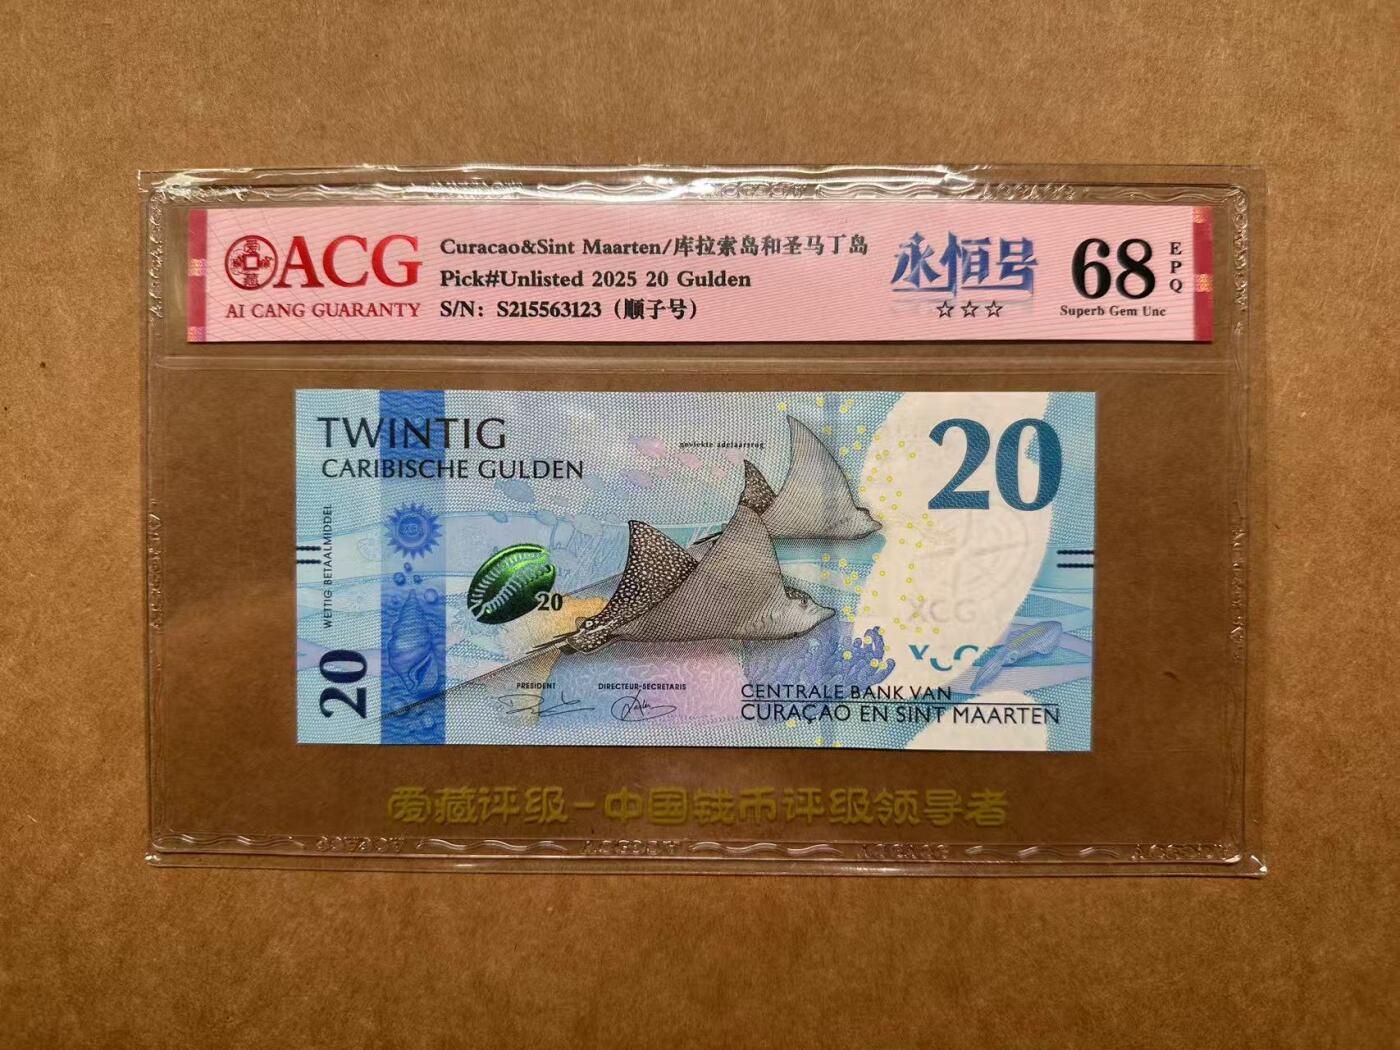 ACG
AI CANG GUARANTY
Curacao&Sint Maarten/库拉索岛和圣马丁岛
Pick#Unlisted 2025 20 Gulden
S/N: S215563123（顺子号）
永恒号
☆☆☆
68
EPQ
Superb Gem Unc
TWINTIG
CARIBISCHE GULDEN
gevlekte adelaarsrog
20
WETTIG BETAALMIDDEL
20
20
XCG
PRESIDENT
DIRECTEUR-SECRETARIS
CENTRALE BANK VAN
CURAÇAO EN SINT MAARTEN
爱藏评级-中国钱币评级领导者